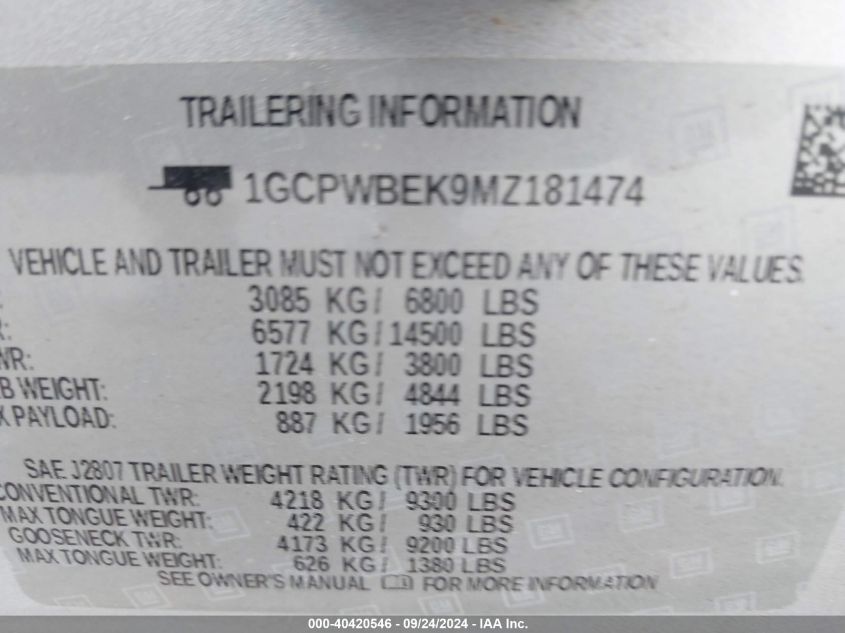 TRAILERING INFORMATION
1GCPWBEK9MZ181474
VEHICLE AND TRAILER MUST NOT EXCEED ANY OF THESE VALUES.
: 3085 KG/ 6800 LBS
R: 6577 KG/ 14500 LBS
WR: 1724 KG/ 3800 LBS
B WEIGHT: 2198 KG/ 4844 LBS
X PAYLOAD: 887 KG/ 1956 LBS
SAE J2807 TRAILER WEIGHT RATING (TWR) FOR VEHICLE CONFIGURATION.
CONVENTIONAL TWR: 4218 KG/ 9300 LBS
MAX TONGUE WEIGHT: 422 KG/ 930 LBS
GOOSENECK TWR: 4173 KG/ 9200 LBS
MAX TONGUE WEIGHT: 626 KG/ 1380 LBS
SEE OWNER'S MANUAL FOR MORE INFORMATION
000-40420546 - 09/24/2024 - IAA Inc.